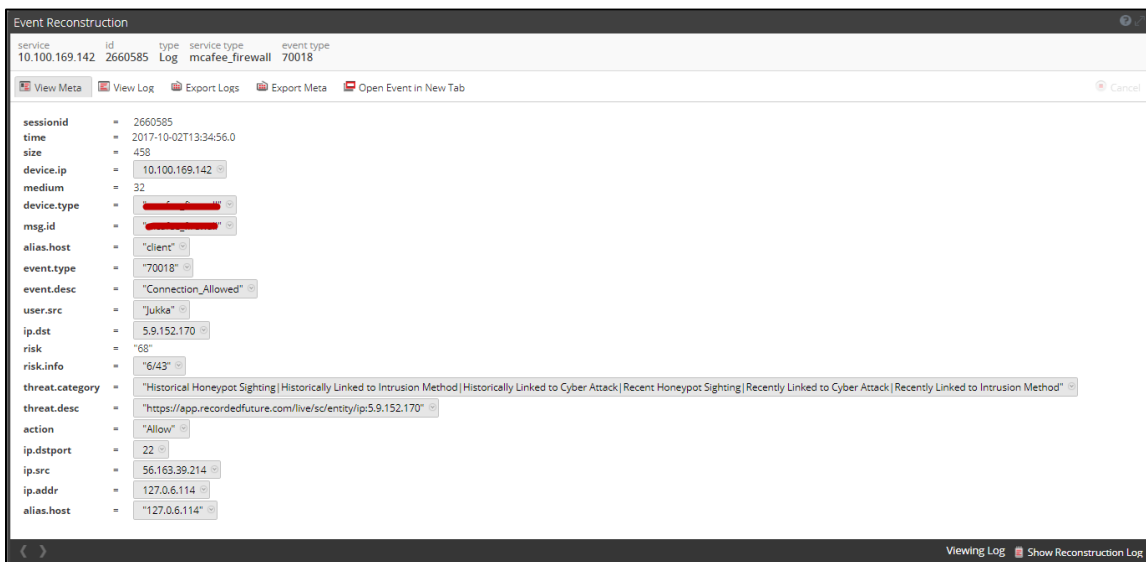 Event Reconstruction
service id type service type event type
10.100.169.142 2660585 Log mcafee_firewall 70018
View Meta View Log Export Logs Export Meta Open Event in New Tab Cancel
sessionid = 2660585
time = 2017-10-02T13:34:56.0
size = 458
device.ip = 10.100.169.142
medium = 32
device.type =
msg.id =
alias.host = "client"
event.type = "70018"
event.desc = "Connection_Allowed"
user.src = "Jukka"
ip.dst = 5.9.152.170
risk = "68"
risk.info = "6/43"
threat.category = "Historical Honeypot Sighting|Historically Linked to Intrusion Method|Historically Linked to Cyber Attack|Recent Honeypot Sighting|Recently Linked to Cyber Attack|Recently Linked to Intrusion Method"
threat.desc = "https://app.recordedfuture.com/live/sc/entity/ip:5.9.152.170"
action = "Allow"
ip.dstport = 22
ip.src = 56.163.39.214
ip.addr = 127.0.6.114
alias.host = "127.0.6.114"
Viewing Log Show Reconstruction Log